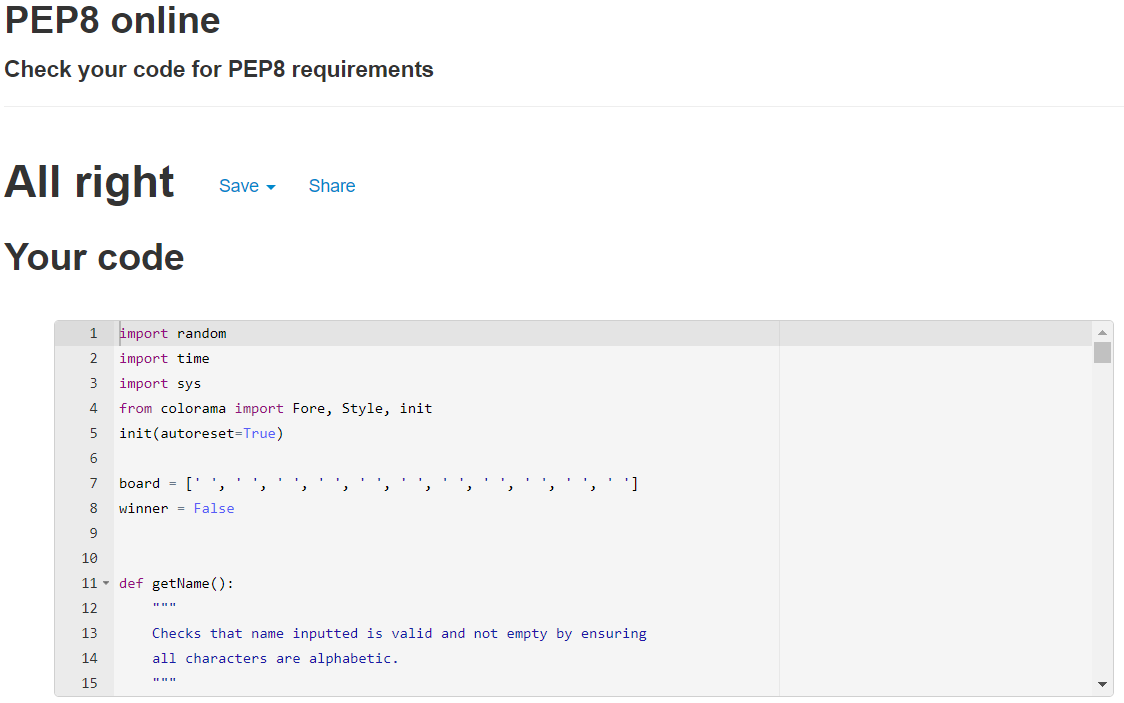 PEP8 online
Check your code for PEP8 requirements
All right Save Share
Your code
1 import random
2 import time
3 import sys
4 from colorama import Fore, Style, init
5 init(autoreset=True)
6
7 board = [' ', ' ', ' ', ' ', ' ', ' ', ' ', ' ', ' ', ' ', ' ']
8 winner = False
9
10
11 def getName():
12     """
13     Checks that name inputted is valid and not empty by ensuring
14     all characters are alphabetic.
15     """